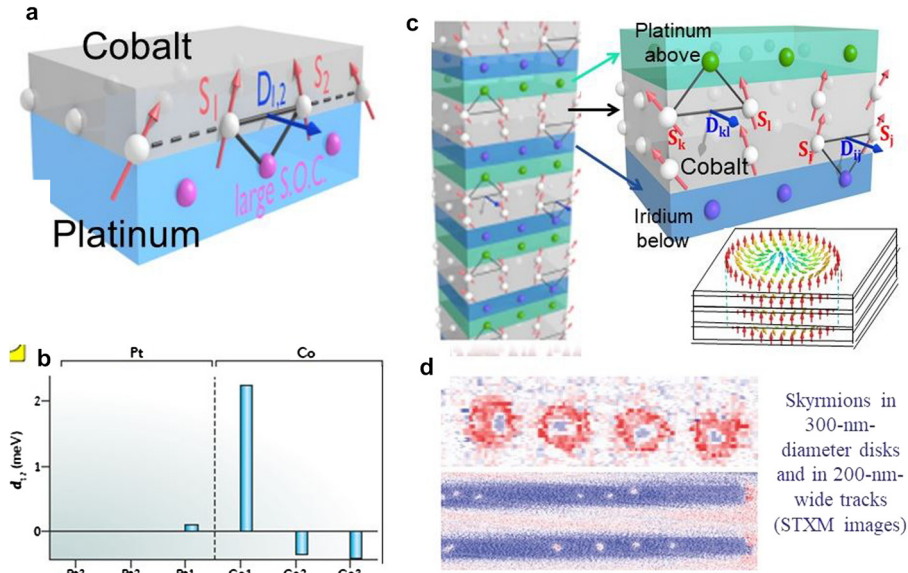 a
Cobalt
S1
D1,2
S2
large S.O.C.
Platinum
b
Pt
Co
2
1
0
d12 (meV)
c
Platinum
above
Sk
Dkl
Sl
Cobalt
Si
Dij
Sj
Iridium
below
d
Skyrmions in
300-nm-
diameter disks
and in 200-nm-
wide tracks
(STXM images)